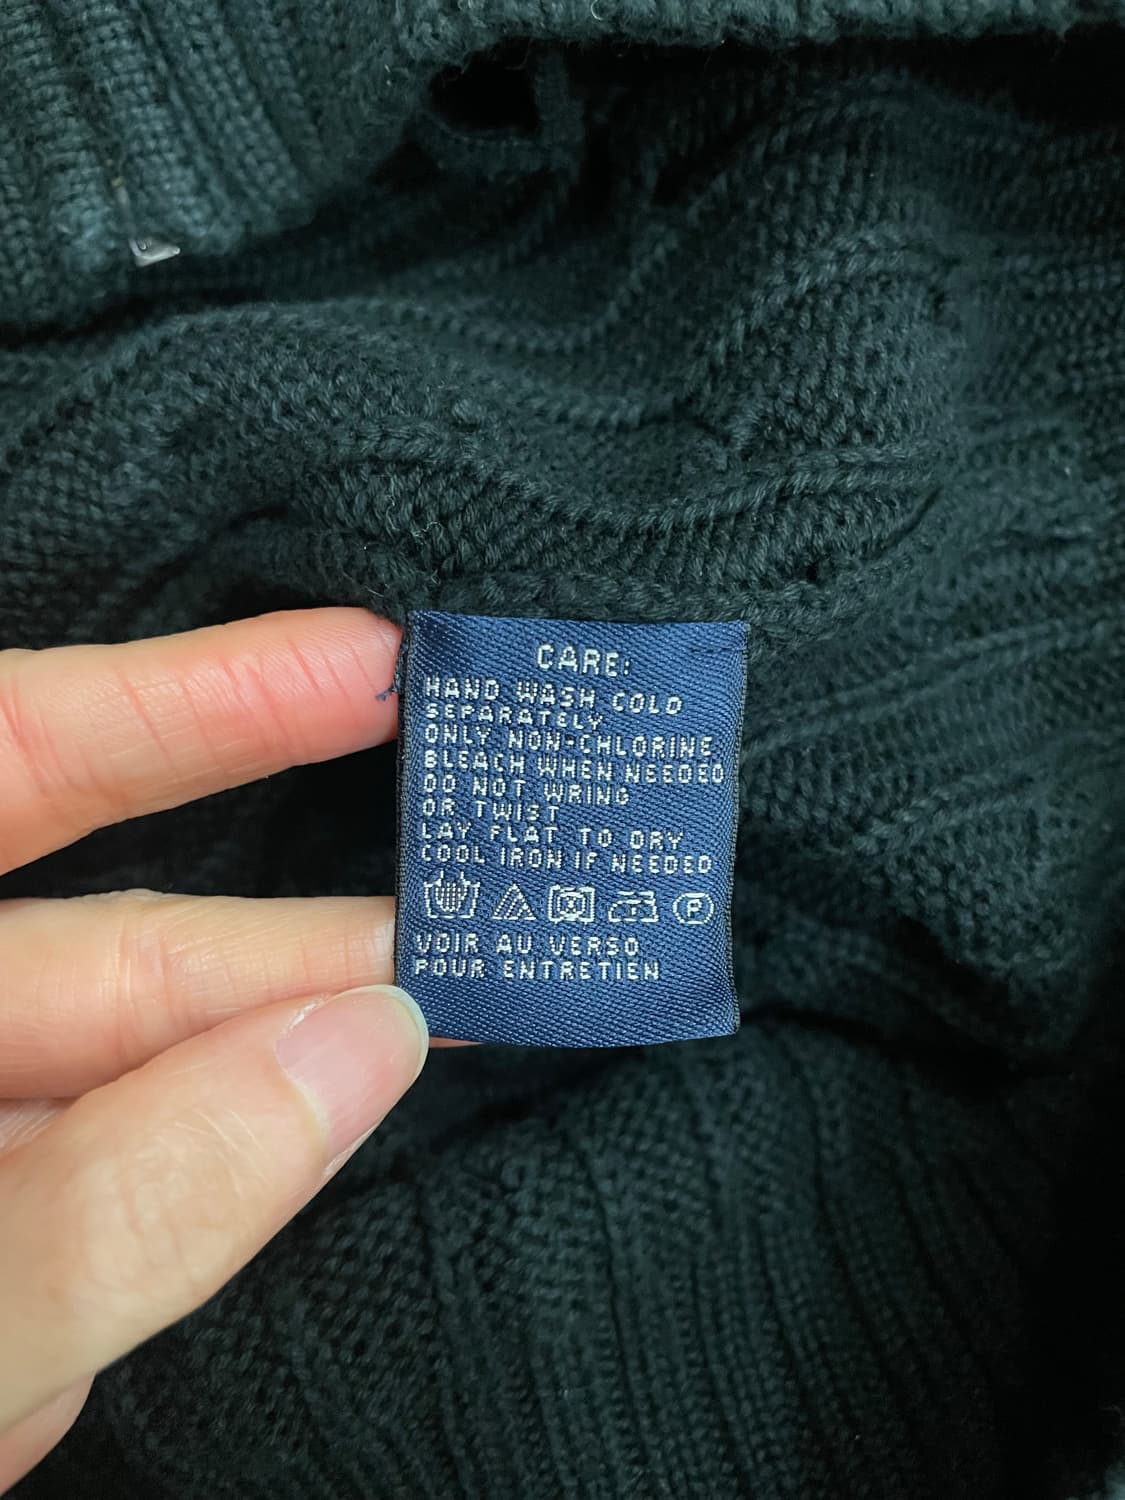 CARE:
HAND WASH COLD
SEPARATELY
ONLY NON-CHLORINE
BLEACH WHEN NEEDED
DO NOT WRING
OR TWIST
LAY FLAT TO DRY
COOL IRON IF NEEDED
P
VOIR AU VERSO
POUR ENTRETIEN